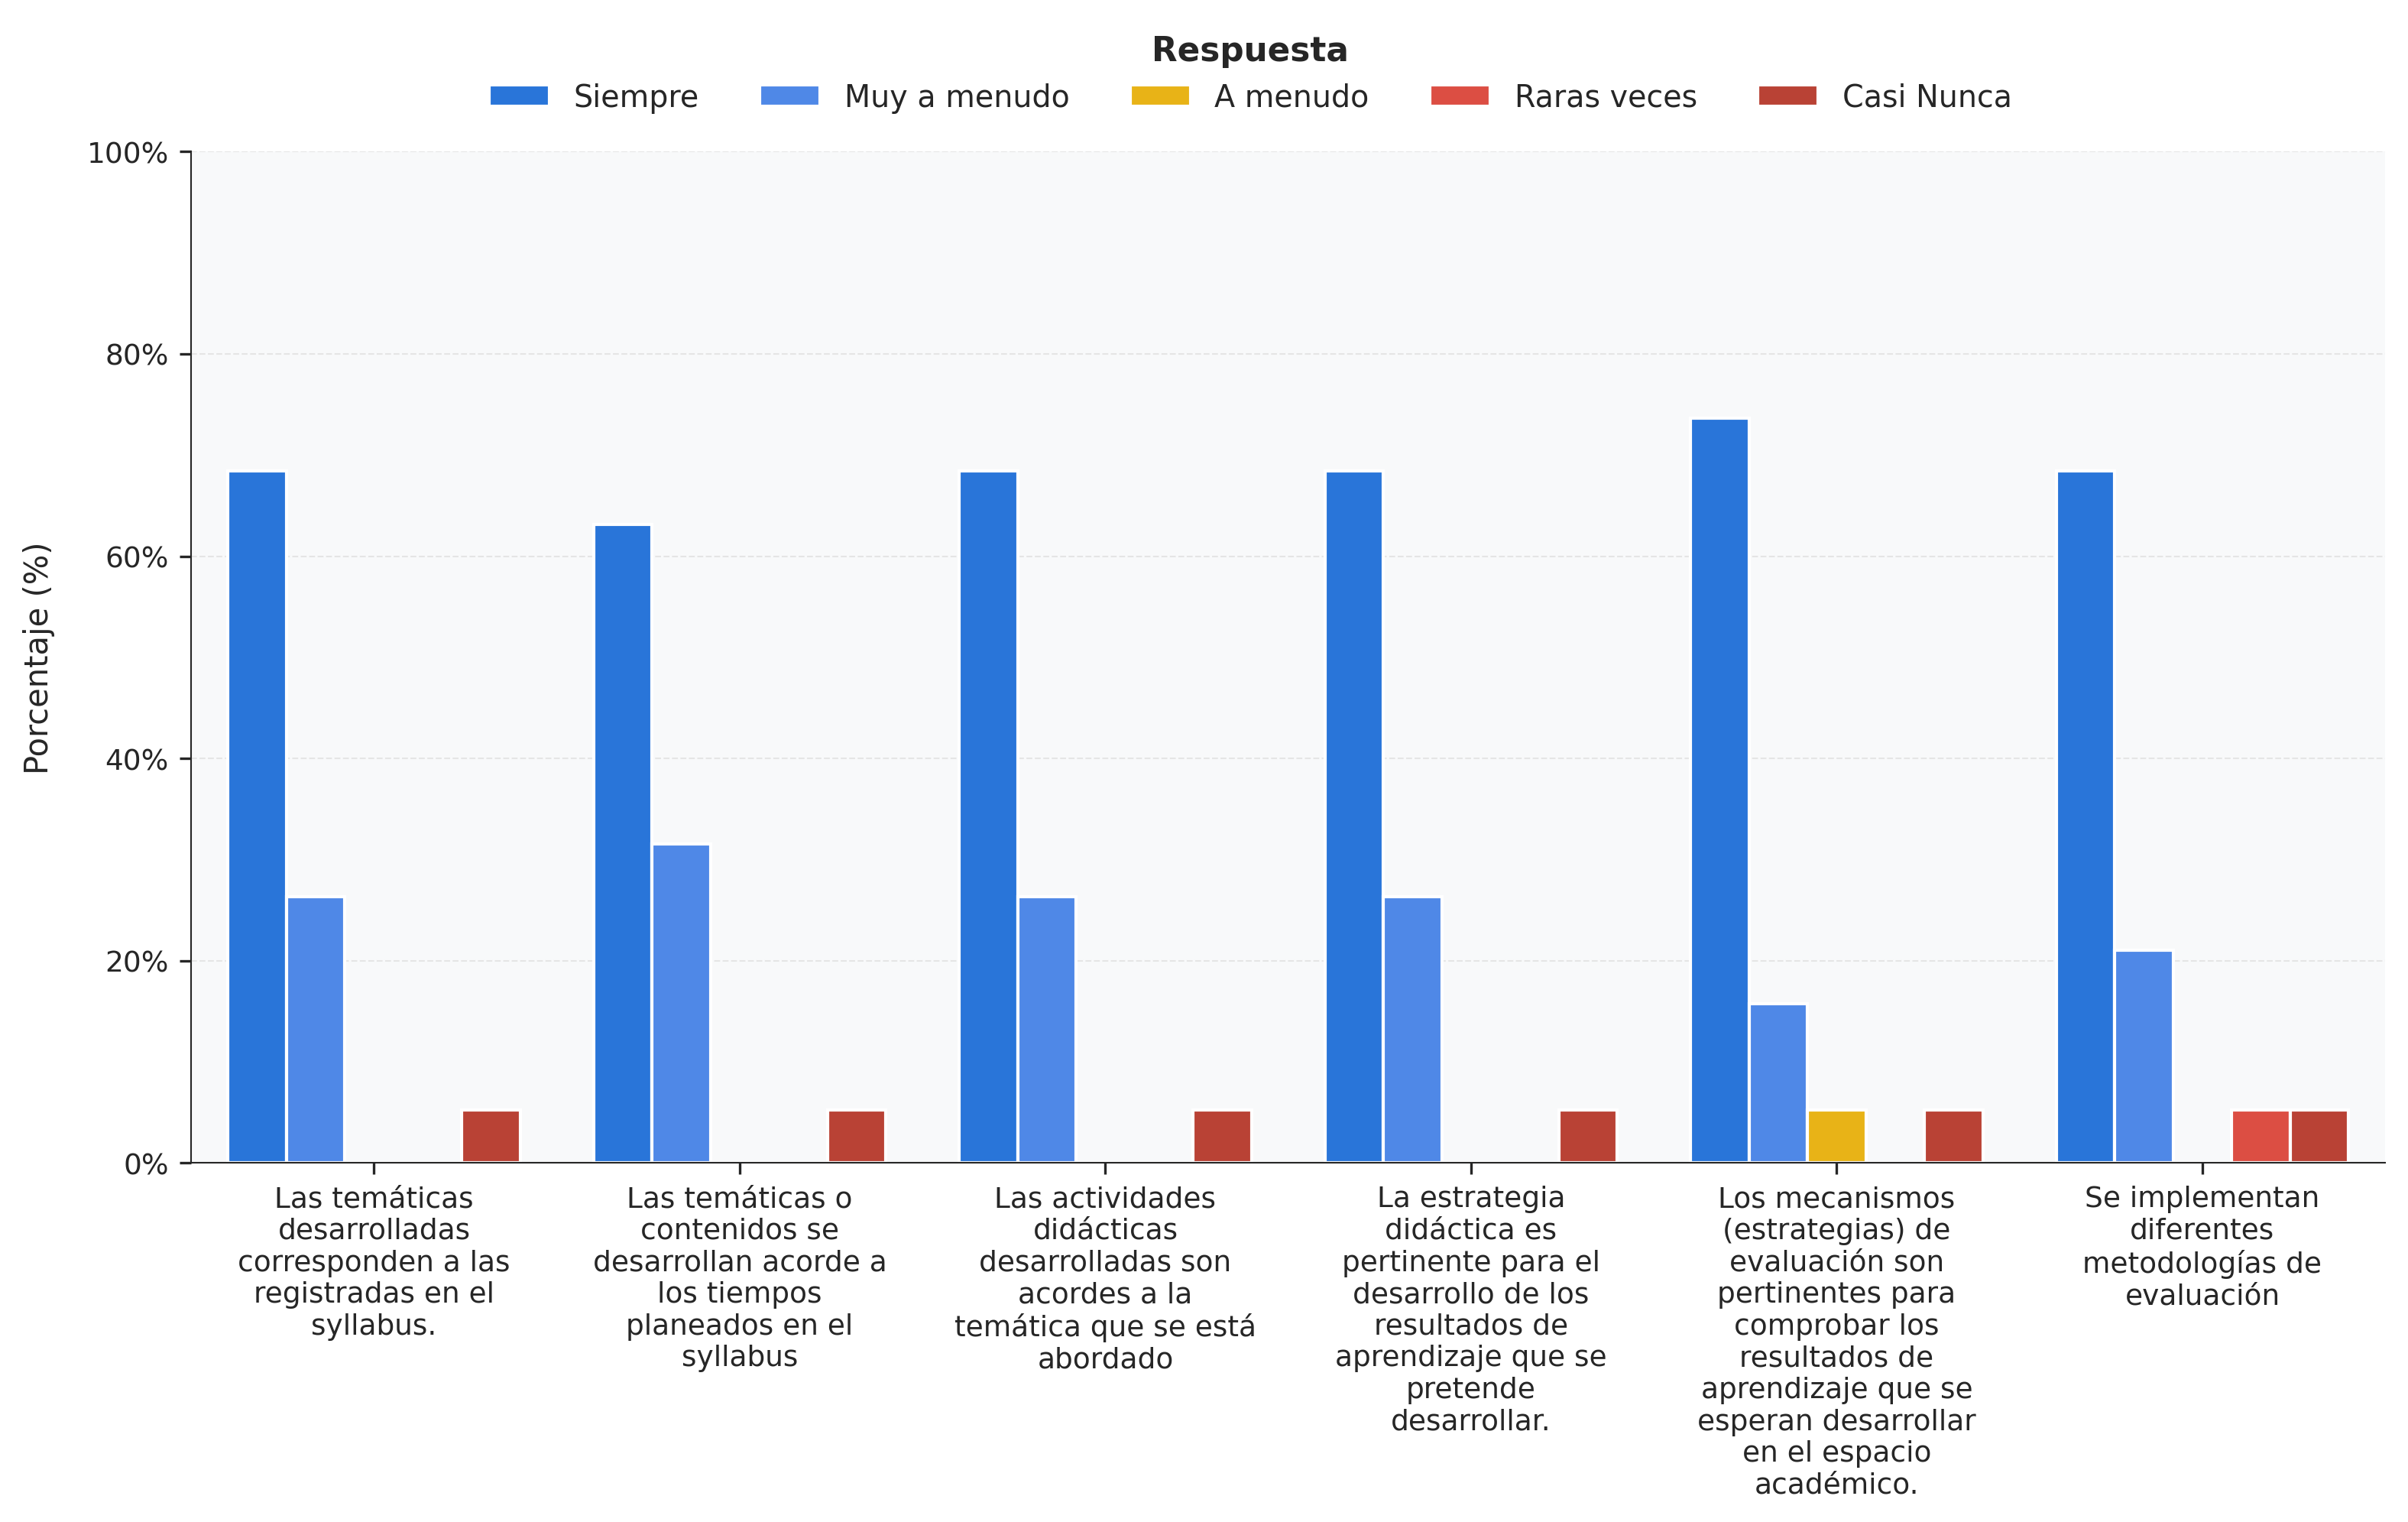 Respuesta
Siempre
Muy a menudo
A menudo
Raras veces
Casi Nunca
100%
80%
60%
40%
20%
0%
Porcentaje (%)
Las temáticas
desarrolladas
corresponden a las
registradas en el
syllabus.
Las temáticas o
contenidos se
desarrollan acorde a
los tiempos
planeados en el
syllabus
Las actividades
didácticas
desarrolladas son
acordes a la
temática que se está
abordado
La estrategia
didáctica es
pertinente para el
desarrollo de los
resultados de
aprendizaje que se
pretende
desarrollar.
Los mecanismos
(estrategias) de
evaluación son
pertinentes para
comprobar los
resultados de
aprendizaje que se
esperan desarrollar
en el espacio
académico.
Se implementan
diferentes
metodologías de
evaluación